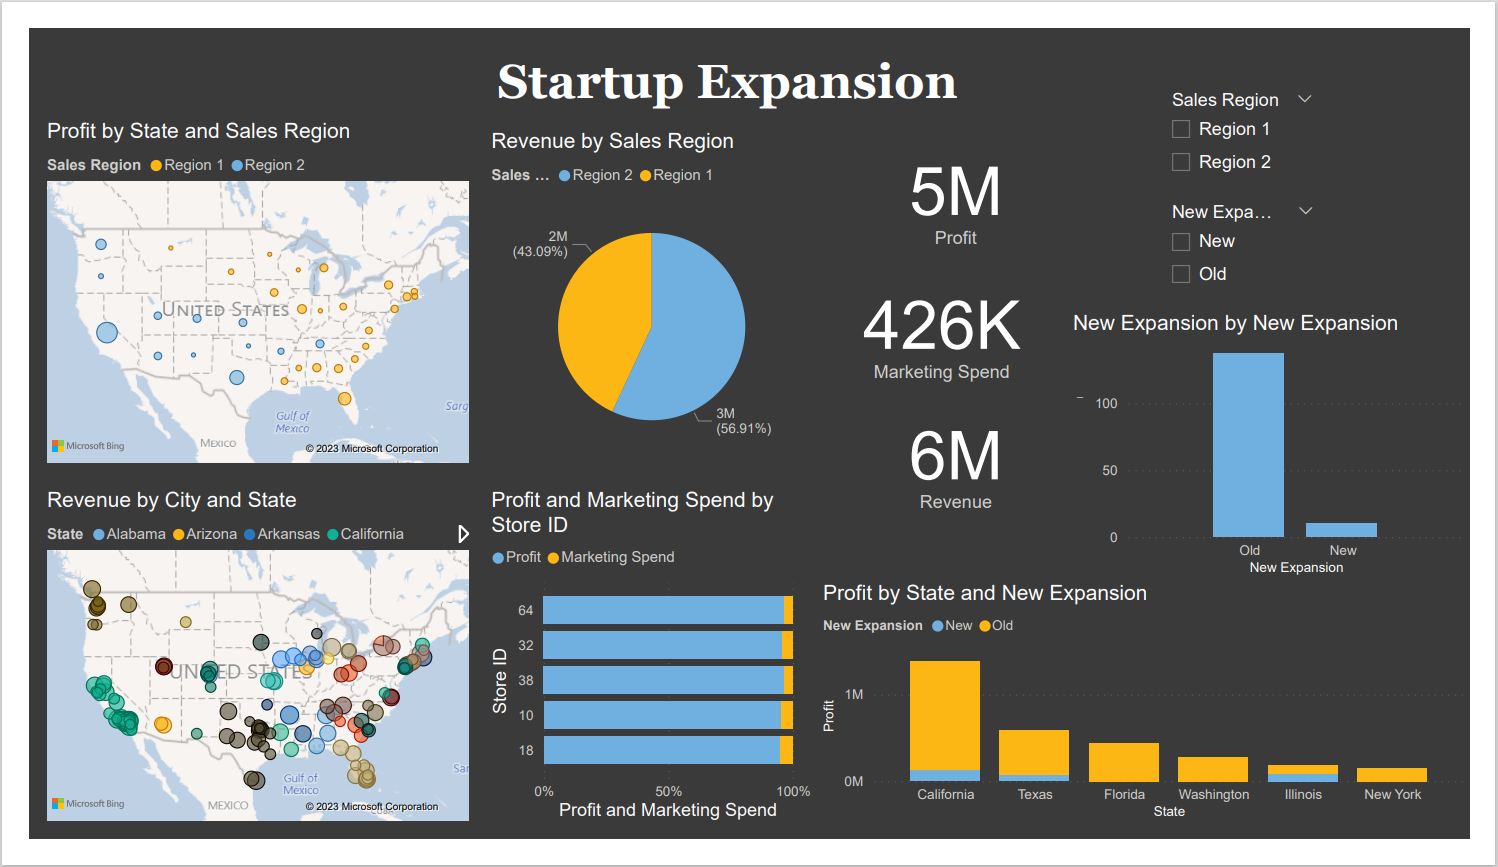 Startup Expansion
Profit by State and Sales Region
Sales Region Region 1 Region 2
UNITED STATES
Gulf of
Mexico
MEXICO
Sarg
Microsoft Bing
© 2023 Microsoft Corporation
Revenue by City and State
State Alabama Arizona Arkansas California
UNITED STATES
Gulf of
Mexico
MEXICO
Sar
Microsoft Bing
© 2023 Microsoft Corporation
Revenue by Sales Region
Sales ... Region 2 Region 1
2M
(43.09%)
3M
(56.91%)
Profit and Marketing Spend by
Store ID
Profit Marketing Spend
Store ID
64
32
38
10
18
0% 50% 100%
Profit and Marketing Spend
5M
Profit
426K
Marketing Spend
6M
Revenue
Sales Region
Region 1
Region 2
New Expa...
New
Old
New Expansion by New Expansion
100
50
0
Old New
New Expansion
Profit by State and New Expansion
New Expansion New Old
Profit
1M
0M
California Texas Florida Washington Illinois New York
State